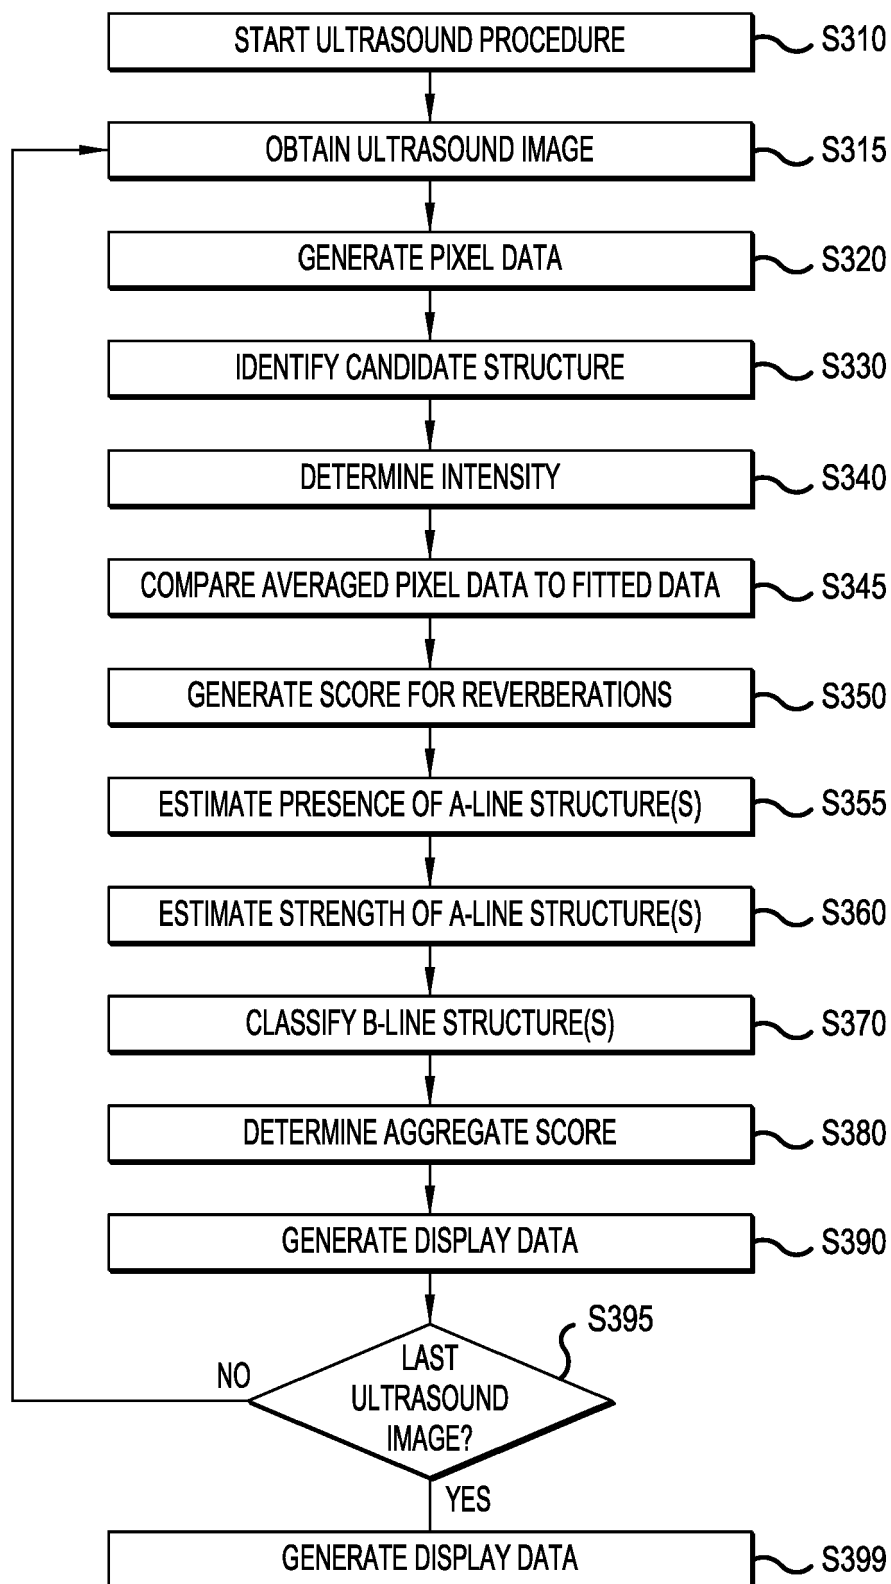 START ULTRASOUND PROCEDURE S310
OBTAIN ULTRASOUND IMAGE S315
GENERATE PIXEL DATA S320
IDENTIFY CANDIDATE STRUCTURE S330
DETERMINE INTENSITY S340
COMPARE AVERAGED PIXEL DATA TO FITTED DATA S345
GENERATE SCORE FOR REVERBERATIONS S350
ESTIMATE PRESENCE OF A-LINE STRUCTURE(S) S355
ESTIMATE STRENGTH OF A-LINE STRUCTURE(S) S360
CLASSIFY B-LINE STRUCTURE(S) S370
DETERMINE AGGREGATE SCORE S380
GENERATE DISPLAY DATA S390
S395
LAST
ULTRASOUND
IMAGE?
NO
YES
GENERATE DISPLAY DATA S399